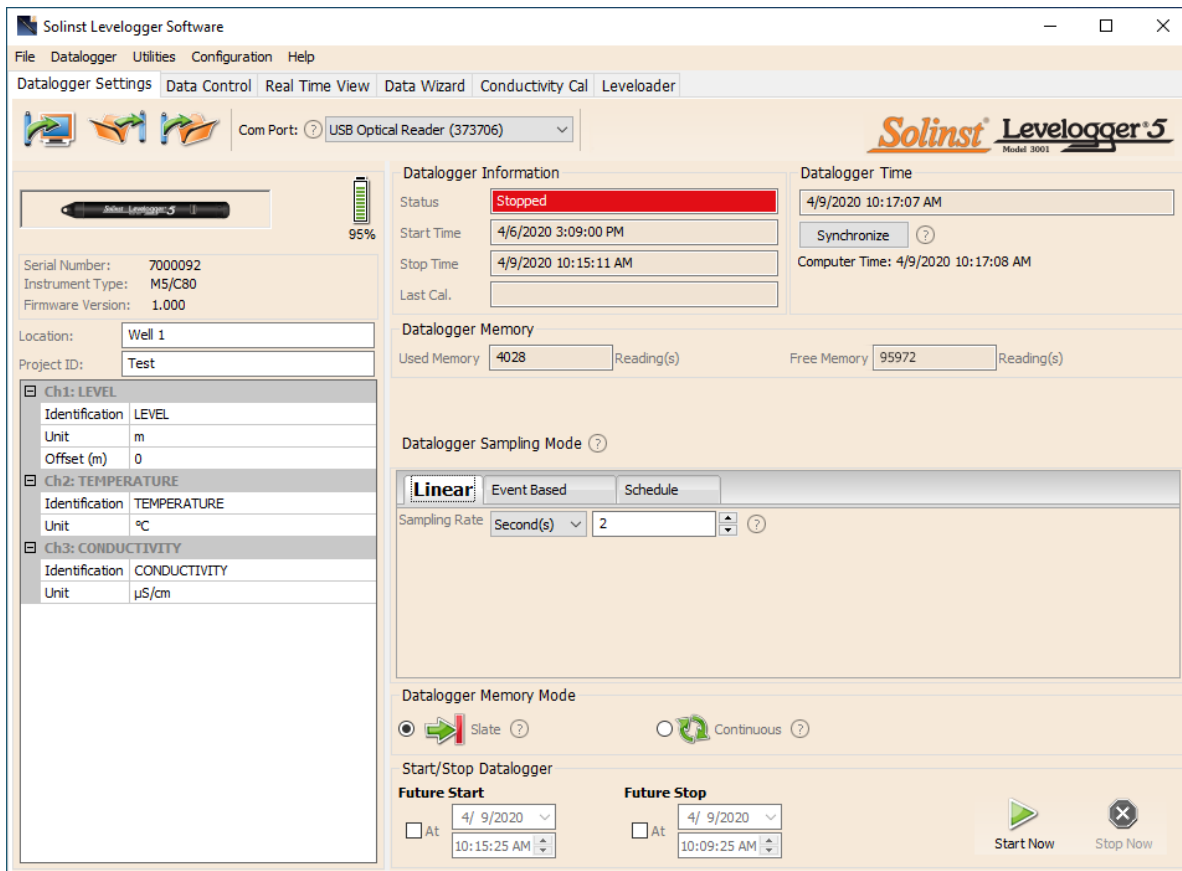 Solinst Levelogger Software
File Datalogger Utilities Configuration Help
Datalogger Settings Data Control Real Time View Data Wizard Conductivity Cal Leveloader
Com Port: ? USB Optical Reader (373706)
Solinst® Levelogger® 5
Model 3001
Solinst Levelogger 5
95%
Serial Number: 7000092
Instrument Type: M5/C80
Firmware Version: 1.000
Location: Well 1
Project ID: Test
Ch1: LEVEL
Identification LEVEL
Unit m
Offset (m) 0
Ch2: TEMPERATURE
Identification TEMPERATURE
Unit °C
Ch3: CONDUCTIVITY
Identification CONDUCTIVITY
Unit µS/cm
Datalogger Information
Status Stopped
Start Time 4/6/2020 3:09:00 PM
Stop Time 4/9/2020 10:15:11 AM
Last Cal.
Datalogger Time
4/9/2020 10:17:07 AM
Synchronize ?
Computer Time: 4/9/2020 10:17:08 AM
Datalogger Memory
Used Memory 4028 Reading(s) Free Memory 95972 Reading(s)
Datalogger Sampling Mode ?
Linear Event Based Schedule
Sampling Rate Second(s) 2 ?
Datalogger Memory Mode
Slate ? Continuous ?
Start/Stop Datalogger
Future Start Future Stop
At 4/ 9/2020 At 4/ 9/2020
10:15:25 AM 10:09:25 AM
Start Now Stop Now